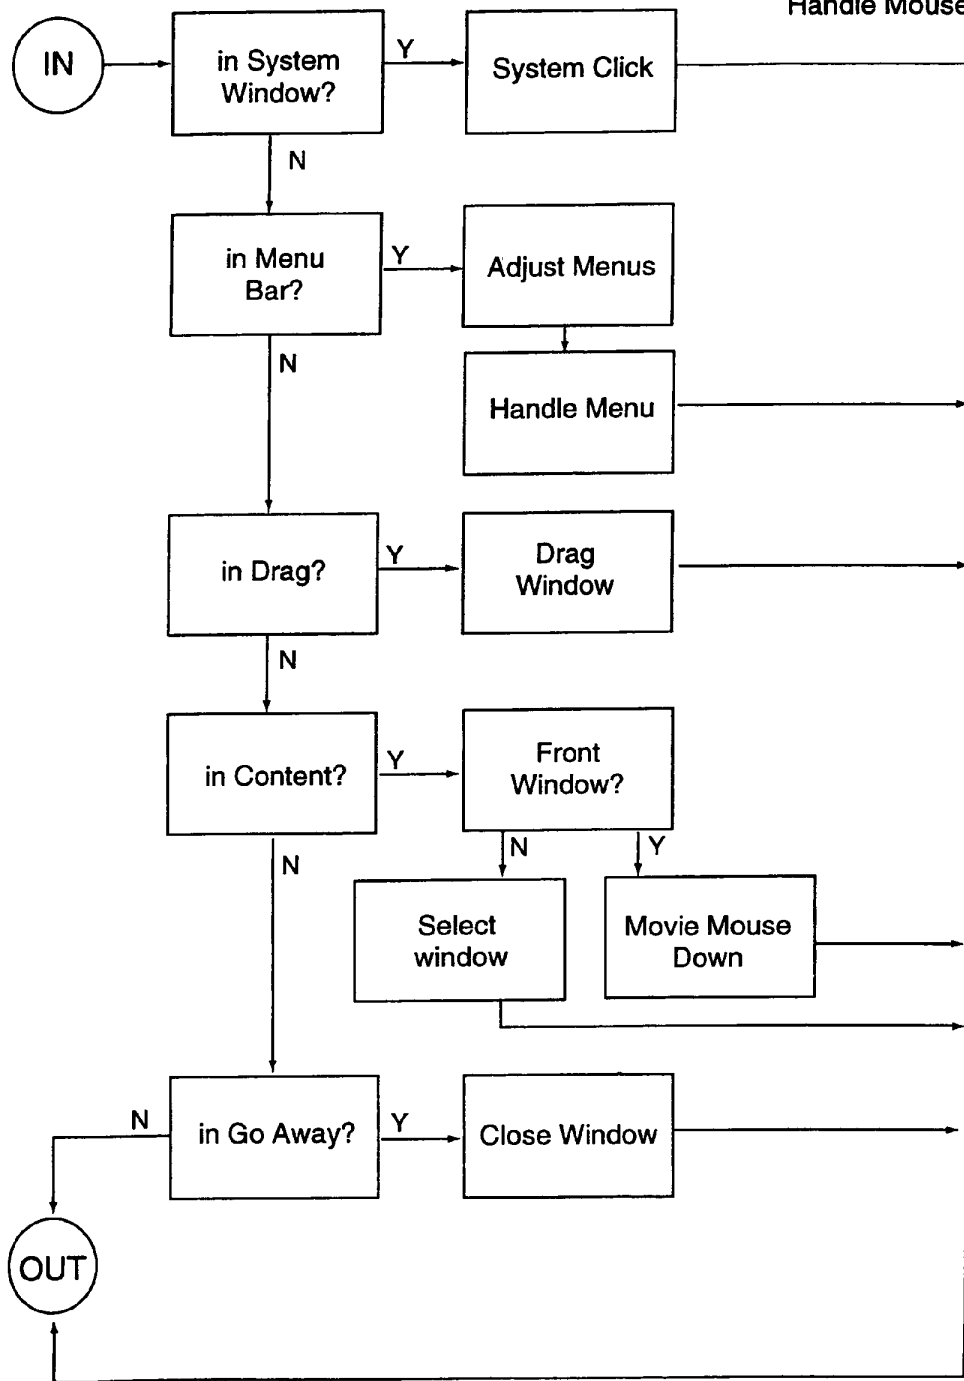 Handle Mouse
IN
in System
Window?
Y
System Click
N
in Menu
Bar?
Y
Adjust Menus
N
Handle Menu
in Drag?
Y
Drag
Window
N
in Content?
Y
Front
Window?
N
N
Y
Select
window
Movie Mouse
Down
N
in Go Away?
Y
Close Window
OUT